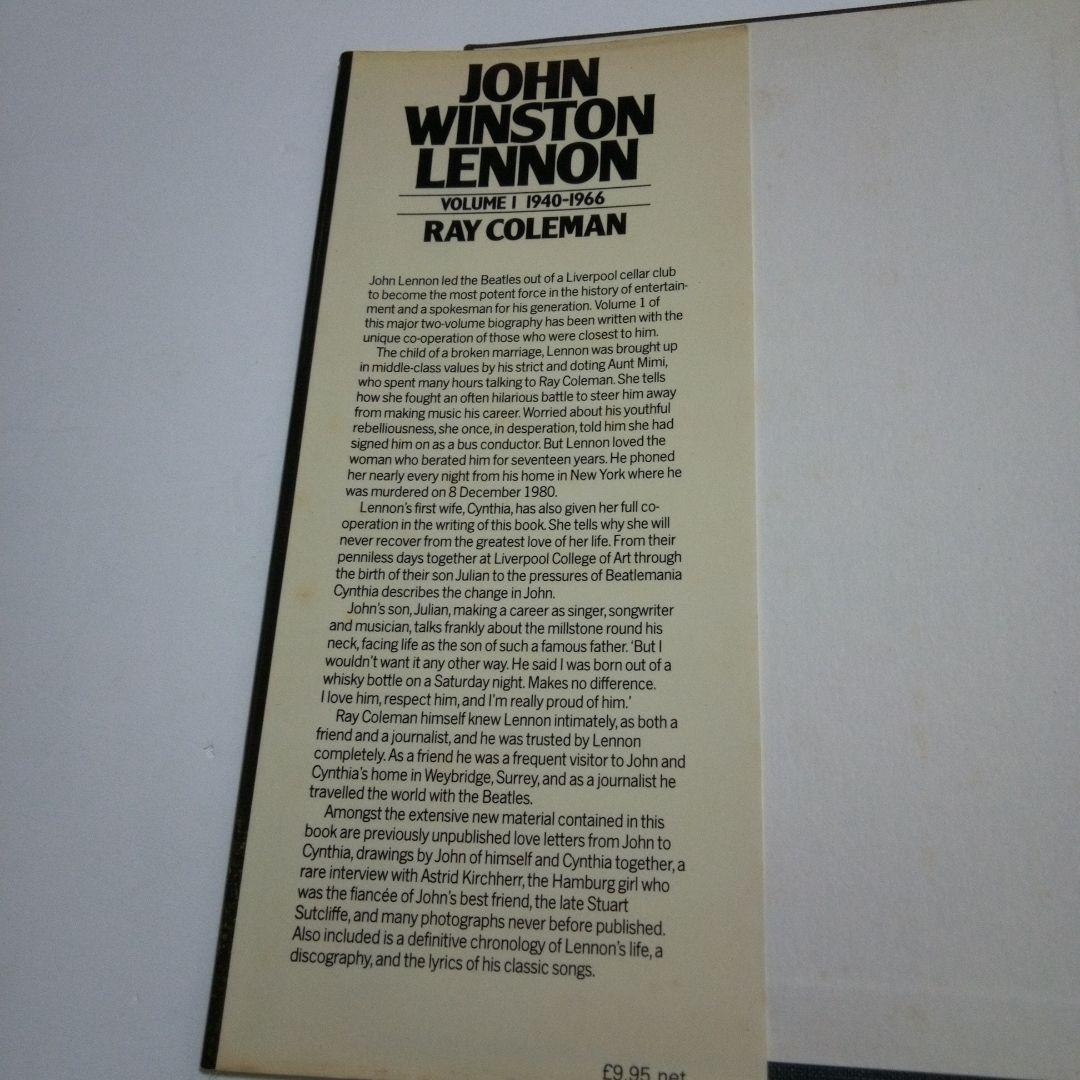 JOHN
WINSTON
LENNON
VOLUME 1 1940-1966
RAY COLEMAN
John Lennon led the Beatles out of a Liverpool cellar club
to become the most potent force in the history of entertain-
ment and a spokesman for his generation. Volume 1 of
this major two-volume biography has been written with the
unique co-operation of those who were closest to him.
The child of a broken marriage, Lennon was brought up
in middle-class values by his strict and doting Aunt Mimi,
who spent many hours talking to Ray Coleman. She tells
how she fought an often hilarious battle to steer him away
from making music his career. Worried about his youthful
rebelliousness, she once, in desperation, told him she had
signed him on as a bus conductor. But Lennon loved the
woman who berated him for seventeen years. He phoned
her nearly every night from his home in New York where he
was murdered on 8 December 1980.
Lennon's first wife, Cynthia, has also given her full co-
operation in the writing of this book. She tells why she will
never recover from the greatest love of her life. From their
penniless days together at Liverpool College of Art through
the birth of their son Julian to the pressures of Beatlemania
Cynthia describes the change in John.
John's son, Julian, making a career as singer, songwriter
and musician, talks frankly about the millstone round his
neck, facing life as the son of such a famous father. 'But I
wouldn't want it any other way. He said I was born out of a
whisky bottle on a Saturday night. Makes no difference.
I love him, respect him, and I'm really proud of him.'
Ray Coleman himself knew Lennon intimately, as both a
friend and a journalist, and he was trusted by Lennon
completely. As a friend he was a frequent visitor to John and
Cynthia's home in Weybridge, Surrey, and as a journalist he
travelled the world with the Beatles.
Amongst the extensive new material contained in this
book are previously unpublished love letters from John to
Cynthia, drawings by John of himself and Cynthia together, a
rare interview with Astrid Kirchherr, the Hamburg girl who
was the fiancée of John's best friend, the late Stuart
Sutcliffe, and many photographs never before published.
Also included is a definitive chronology of Lennon's life, a
discography, and the lyrics of his classic songs.
£9.95 net